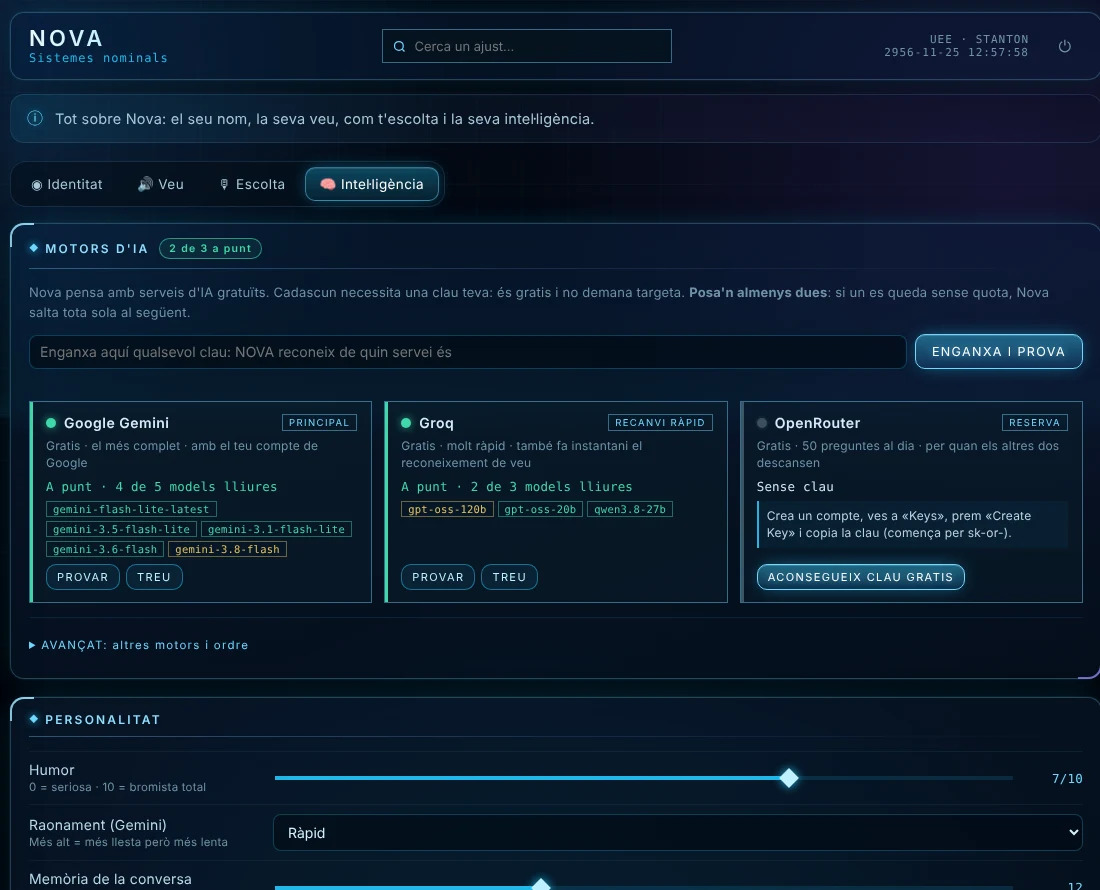 NOVA
Sistemes nominals
Cerca un ajust...
UEE · STANTON
2956-11-25 12:57:58
Tot sobre Nova: el seu nom, la seva veu, com t'escolta i la seva intel·ligència.
Identitat
Veu
Escolta
Intel·ligència
MOTORS D'IA
2 de 3 a punt
Nova pensa amb serveis d'IA gratuïts. Cadascun necessita una clau teva: és gratis i no demana targeta. Posa'n almenys dues: si un es queda sense quota, Nova
salta tota sola al següent.
Enganxa aquí qualsevol clau: NOVA reconeix de quin servei és
ENGANXA I PROVA
Google Gemini
PRINCIPAL
Gratis · el més complet · amb el teu compte de
Google
A punt · 4 de 5 models lliures
gemini-flash-lite-latest
gemini-3.5-flash-lite
gemini-3.1-flash-lite
gemini-3.6-flash
gemini-3.8-flash
PROVAR
TREU
Groq
RECANVI RÀPID
Gratis · molt ràpid · també fa instantani el
reconeixement de veu
A punt · 2 de 3 models lliures
gpt-oss-120b
gpt-oss-20b
qwen3.8-27b
PROVAR
TREU
OpenRouter
RESERVA
Gratis · 50 preguntes al dia · per quan els altres dos
descansen
Sense clau
Crea un compte, ves a «Keys», prem «Create
Key» i copia la clau (comença per sk-or-).
ACONSEGUEIX CLAU GRATIS
AVANÇAT: altres motors i ordre
PERSONALITAT
Humor
0 = seriosa · 10 = bromista total
7/10
Raonament (Gemini)
Més alt = més llesta però més lenta
Ràpid
Memòria de la conversa
12